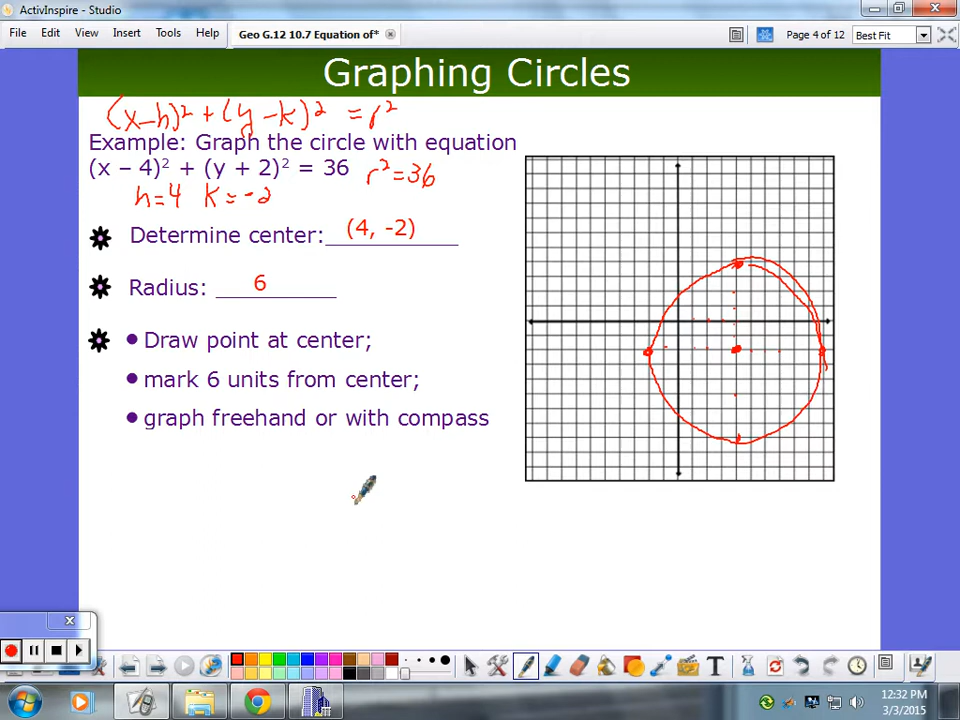 ActivInspire - Studio
File Edit View Insert Tools Help Geo G.12 10.7 Equation of* Page 4 of 12 Best Fit
Graphing Circles
(x-h)² + (y-k)² = r²
Example: Graph the circle with equation
(x – 4)² + (y + 2)² = 36 r² = 36
h = 4 k = -2
Determine center:___________ (4, -2)
Radius: __________ 6
• Draw point at center;
• mark 6 units from center;
• graph freehand or with compass
12:32 PM
3/3/2015